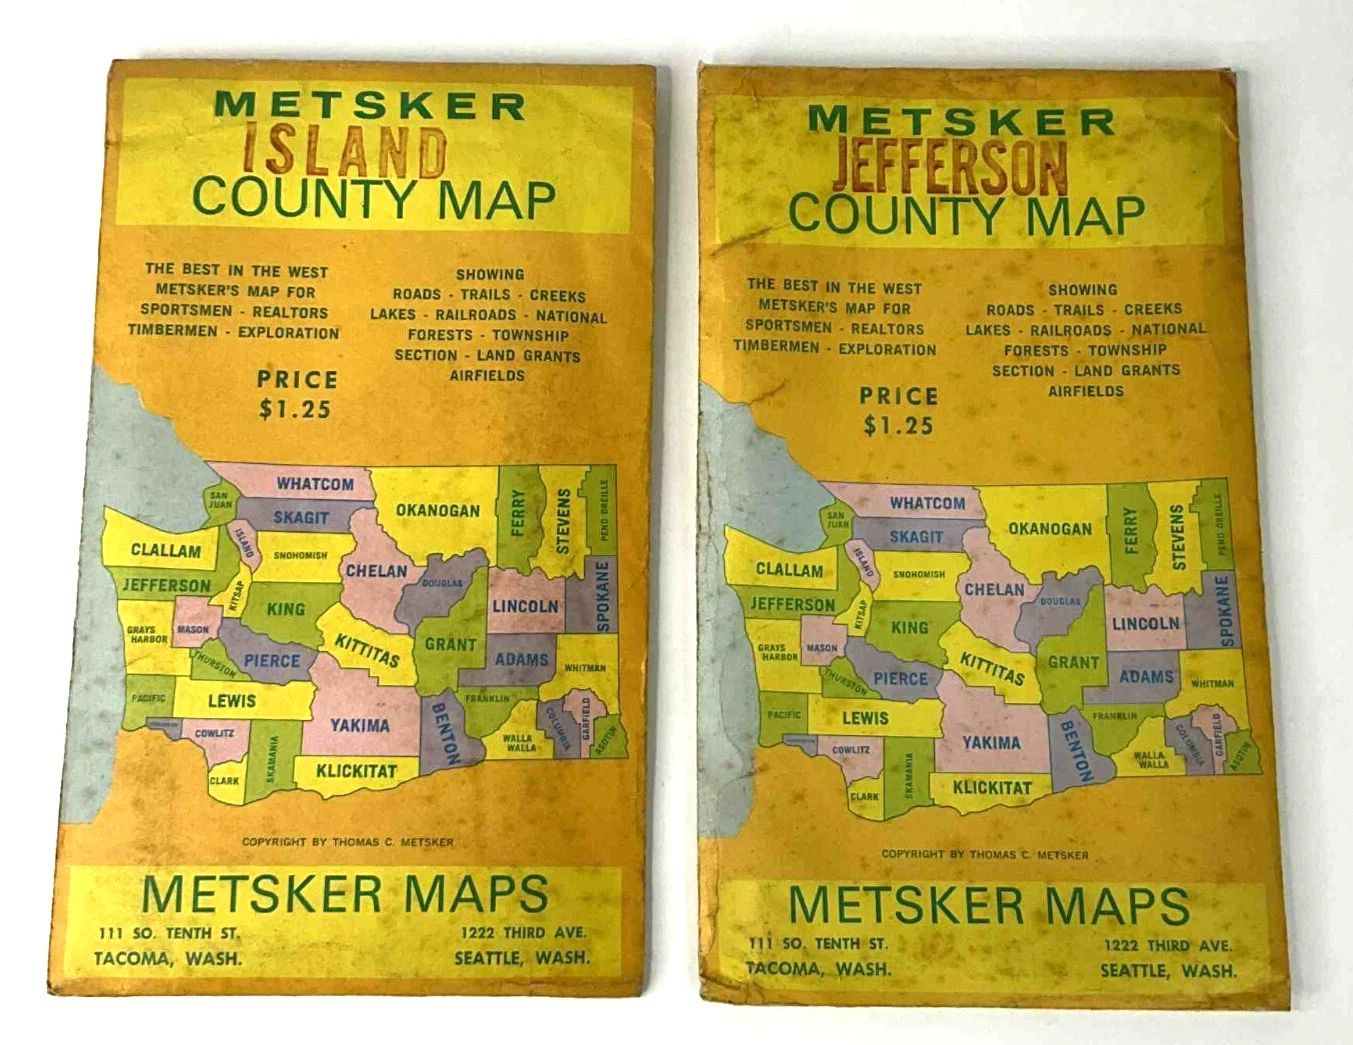 METSKER
ISLAND
COUNTY MAP
THE BEST IN THE WEST
METSKER'S MAP FOR
SPORTSMEN - REALTORS
TIMBERMEN - EXPLORATION
SHOWING
ROADS - TRAILS - CREEKS
LAKES - RAILROADS - NATIONAL
FORESTS - TOWNSHIP
SECTION - LAND GRANTS
AIRFIELDS
PRICE
$1.25
WHATCOM
SAN
JUAN
SKAGIT
OKANOGAN
FERRY
STEVENS
PEND OREILLE
CLALLAM
ISLAND
SNOHOMISH
CHELAN
DOUGLAS
JEFFERSON
KITSAP
KING
LINCOLN
SPOKANE
GRAYS
HARBOR
MASON
KITTITAS
GRANT
THURSTON
PIERCE
ADAMS
WHITMAN
PACIFIC
LEWIS
YAKIMA
BENTON
FRANKLIN
COWLITZ
SKAMANIA
WALLA
WALLA
COLUMBIA
GARFIELD
ASOTIN
CLARK
KLICKITAT
COPYRIGHT BY THOMAS C. METSKER
METSKER MAPS
111 SO. TENTH ST.
TACOMA, WASH.
1222 THIRD AVE.
SEATTLE, WASH.
METSKER
JEFFERSON
COUNTY MAP
THE BEST IN THE WEST
METSKER'S MAP FOR
SPORTSMEN - REALTORS
TIMBERMEN - EXPLORATION
SHOWING
ROADS - TRAILS - CREEKS
LAKES - RAILROADS - NATIONAL
FORESTS - TOWNSHIP
SECTION - LAND GRANTS
AIRFIELDS
PRICE
$1.25
WHATCOM
SAN
JUAN
SKAGIT
OKANOGAN
FERRY
STEVENS
PEND OREILLE
CLALLAM
ISLAND
SNOHOMISH
CHELAN
DOUGLAS
JEFFERSON
KITSAP
KING
LINCOLN
SPOKANE
GRAYS
HARBOR
MASON
KITTITAS
GRANT
THURSTON
PIERCE
ADAMS
WHITMAN
PACIFIC
LEWIS
YAKIMA
BENTON
FRANKLIN
COWLITZ
SKAMANIA
WALLA
WALLA
COLUMBIA
GARFIELD
ASOTIN
CLARK
KLICKITAT
COPYRIGHT BY THOMAS C. METSKER
METSKER MAPS
111 SO. TENTH ST.
TACOMA, WASH.
1222 THIRD AVE.
SEATTLE, WASH.